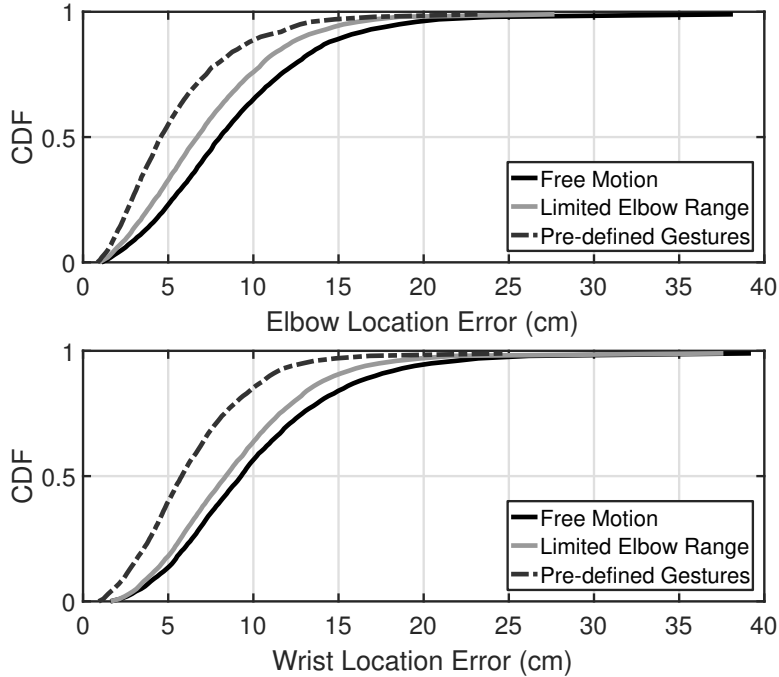 1
CDF
0.5
Free Motion
Limited Elbow Range
Pre-defined Gestures
0
0 5 10 15 20 25 30 35 40
Elbow Location Error (cm)
1
CDF
0.5
Free Motion
Limited Elbow Range
Pre-defined Gestures
0
0 5 10 15 20 25 30 35 40
Wrist Location Error (cm)